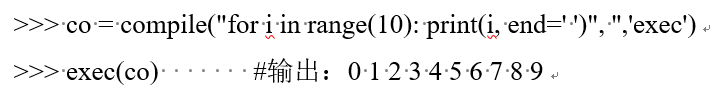 >>> co = compile("for i in range(10): print(i, end=' ')", '','exec')
>>> exec(co)        #输出：0 1 2 3 4 5 6 7 8 9